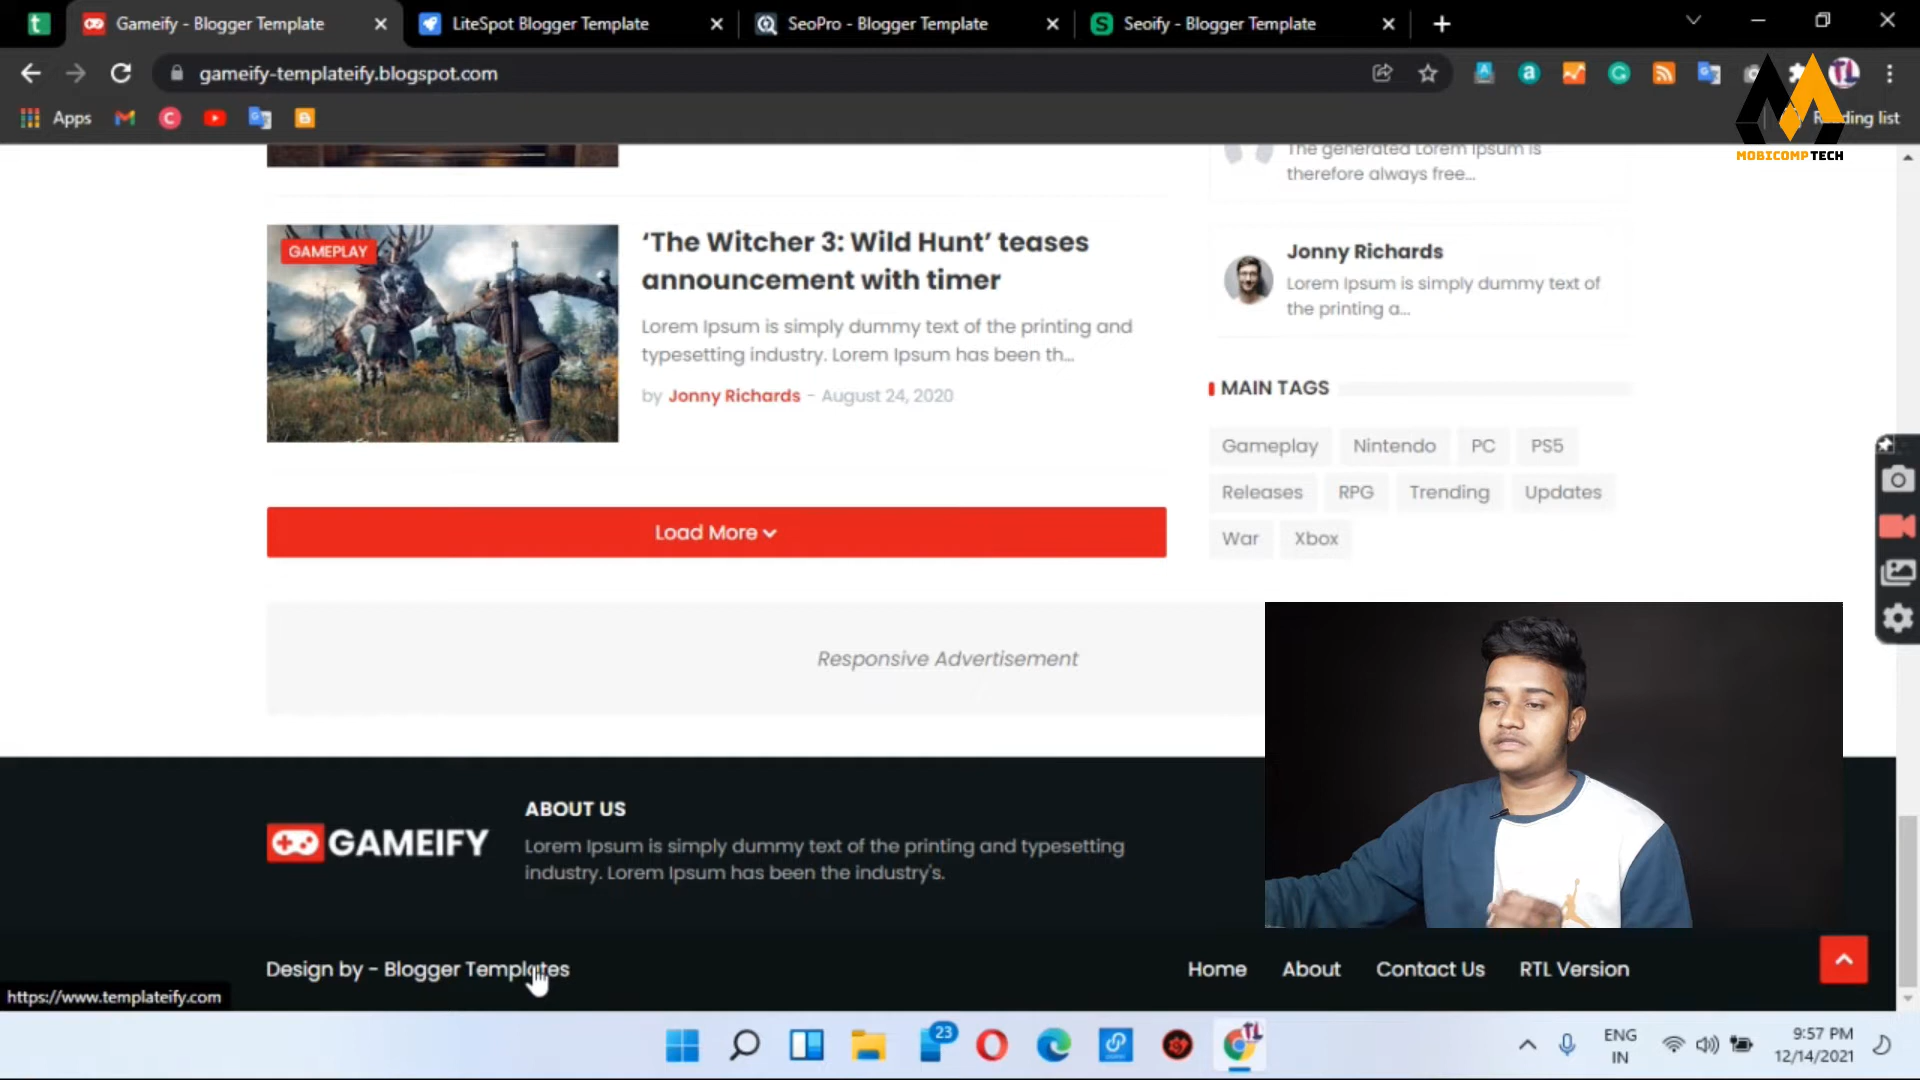 t
Gameify - Blogger Template
LiteSpot Blogger Template
SeoPro - Blogger Template
S
Seoify - Blogger Template
gameify-templateify.blogspot.com
Apps
Reading list
MOBICOMP TECH
The generated Lorem Ipsum is
therefore always free...
GAMEPLAY
‘The Witcher 3: Wild Hunt’ teases
announcement with timer
Lorem Ipsum is simply dummy text of the printing and
typesetting industry. Lorem Ipsum has been th...
by Jonny Richards - August 24, 2020
Jonny Richards
Lorem Ipsum is simply dummy text of
the printing a...
MAIN TAGS
Gameplay Nintendo PC PS5
Releases RPG Trending Updates
War Xbox
Load More
Responsive Advertisement
GAMEIFY
ABOUT US
Lorem Ipsum is simply dummy text of the printing and typesetting
industry. Lorem Ipsum has been the industry's.
Design by - Blogger Templates
Home About Contact Us RTL Version
https://www.templateify.com
23
TL
ENG
IN
9:57 PM
12/14/2021